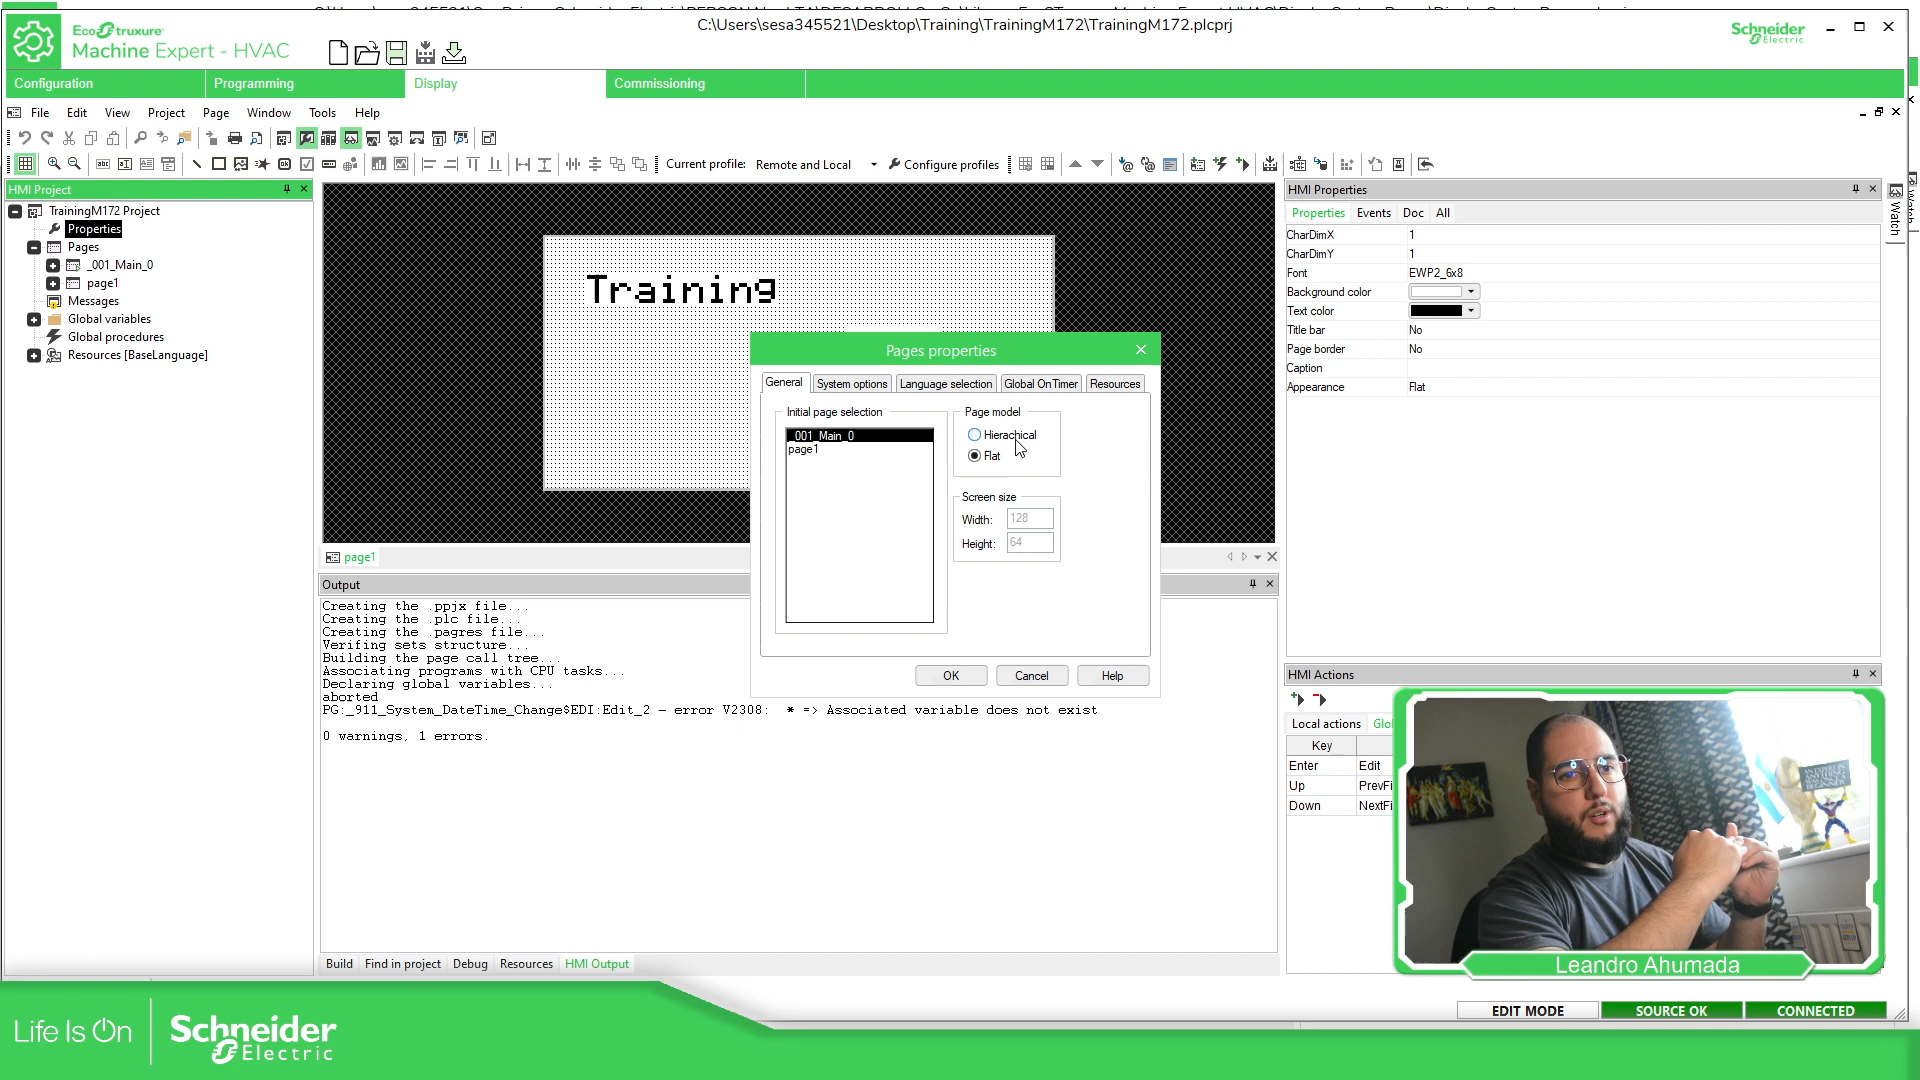 C:\Users\sesa345521\Desktop\Training\TrainingM172\TrainingM172.plcprj
EcoStruxure
Machine Expert - HVAC
Schneider
Electric
Configuration
Programming
Display
Commissioning
File Edit View Project Page Window Tools Help
Current profile: Remote and Local
Configure profiles
HMI Project
TrainingM172 Project
Properties
Pages
_001_Main_0
page1
Messages
Global variables
Global procedures
Resources [BaseLanguage]
Training
page1
Pages properties
General System options Language selection Global OnTimer Resources
Initial page selection
_001_Main_0
page1
Page model
Hierachical
Flat
Screen size
Width: 128
Height: 64
OK Cancel Help
Output
Creating the .ppjx file...
Creating the .plc file...
Creating the .pagres file...
Verifing sets structure...
Building the page call tree...
Associating programs with CPU tasks...
Declaring global variables...
aborted
PG:_911_System_DateTime_Change$EDI:Edit_2 - error V2308: * => Associated variable does not exist
0 warnings, 1 errors.
Build Find in project Debug Resources HMI Output
HMI Properties
Properties Events Doc All
CharDimX 1
CharDimY 1
Font EWP2_6x8
Background color
Text color
Title bar No
Page border No
Caption
Appearance Flat
Watch
HMI Actions
Local actions Glo
Key
Enter Edit
Up PrevFi
Down NextFi
Leandro Ahumada
EDIT MODE SOURCE OK CONNECTED
Life Is On
Schneider
Electric